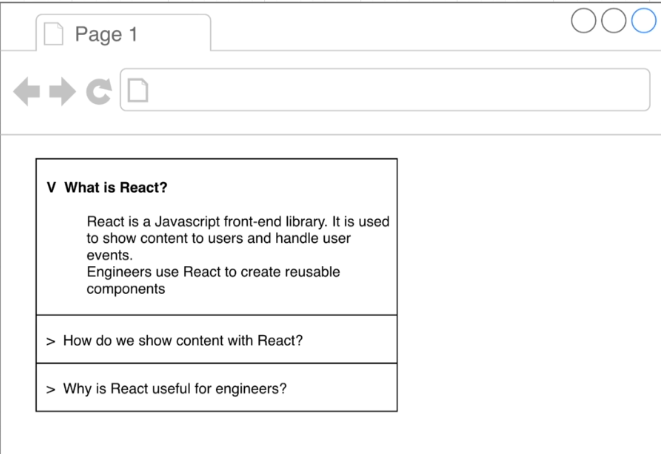 Page 1
V What is React?
React is a Javascript front-end library. It is used
to show content to users and handle user
events.
Engineers use React to create reusable
components
> How do we show content with React?
> Why is React useful for engineers?